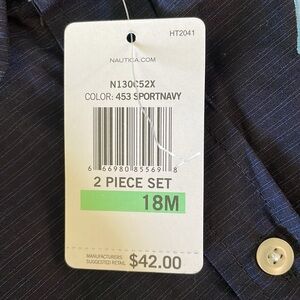 HT2041
NAUTICA.COM
N130C52X
COLOR: 453 SPORTNAVY
6 66980 85569 8
2 PIECE SET
18M
MANUFACTURERS
SUGGESTED RETAIL $42.00